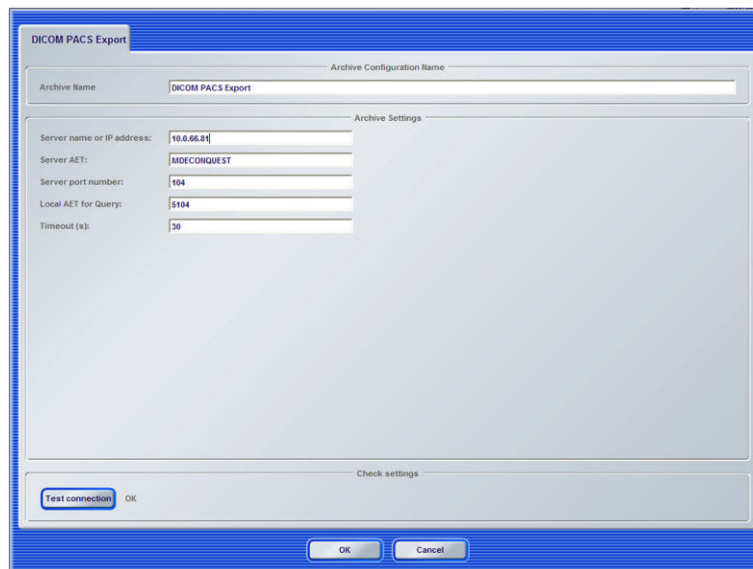 DICOM PACS Export
Archive Configuration Name
Archive Name DICOM PACS Export
Archive Settings
Server name or IP address: 10.0.66.81
Server AET: MDECONQUEST
Server port number: 104
Local AET for Query: 5104
Timeout (s): 30
Check settings
Test connection OK
OK Cancel